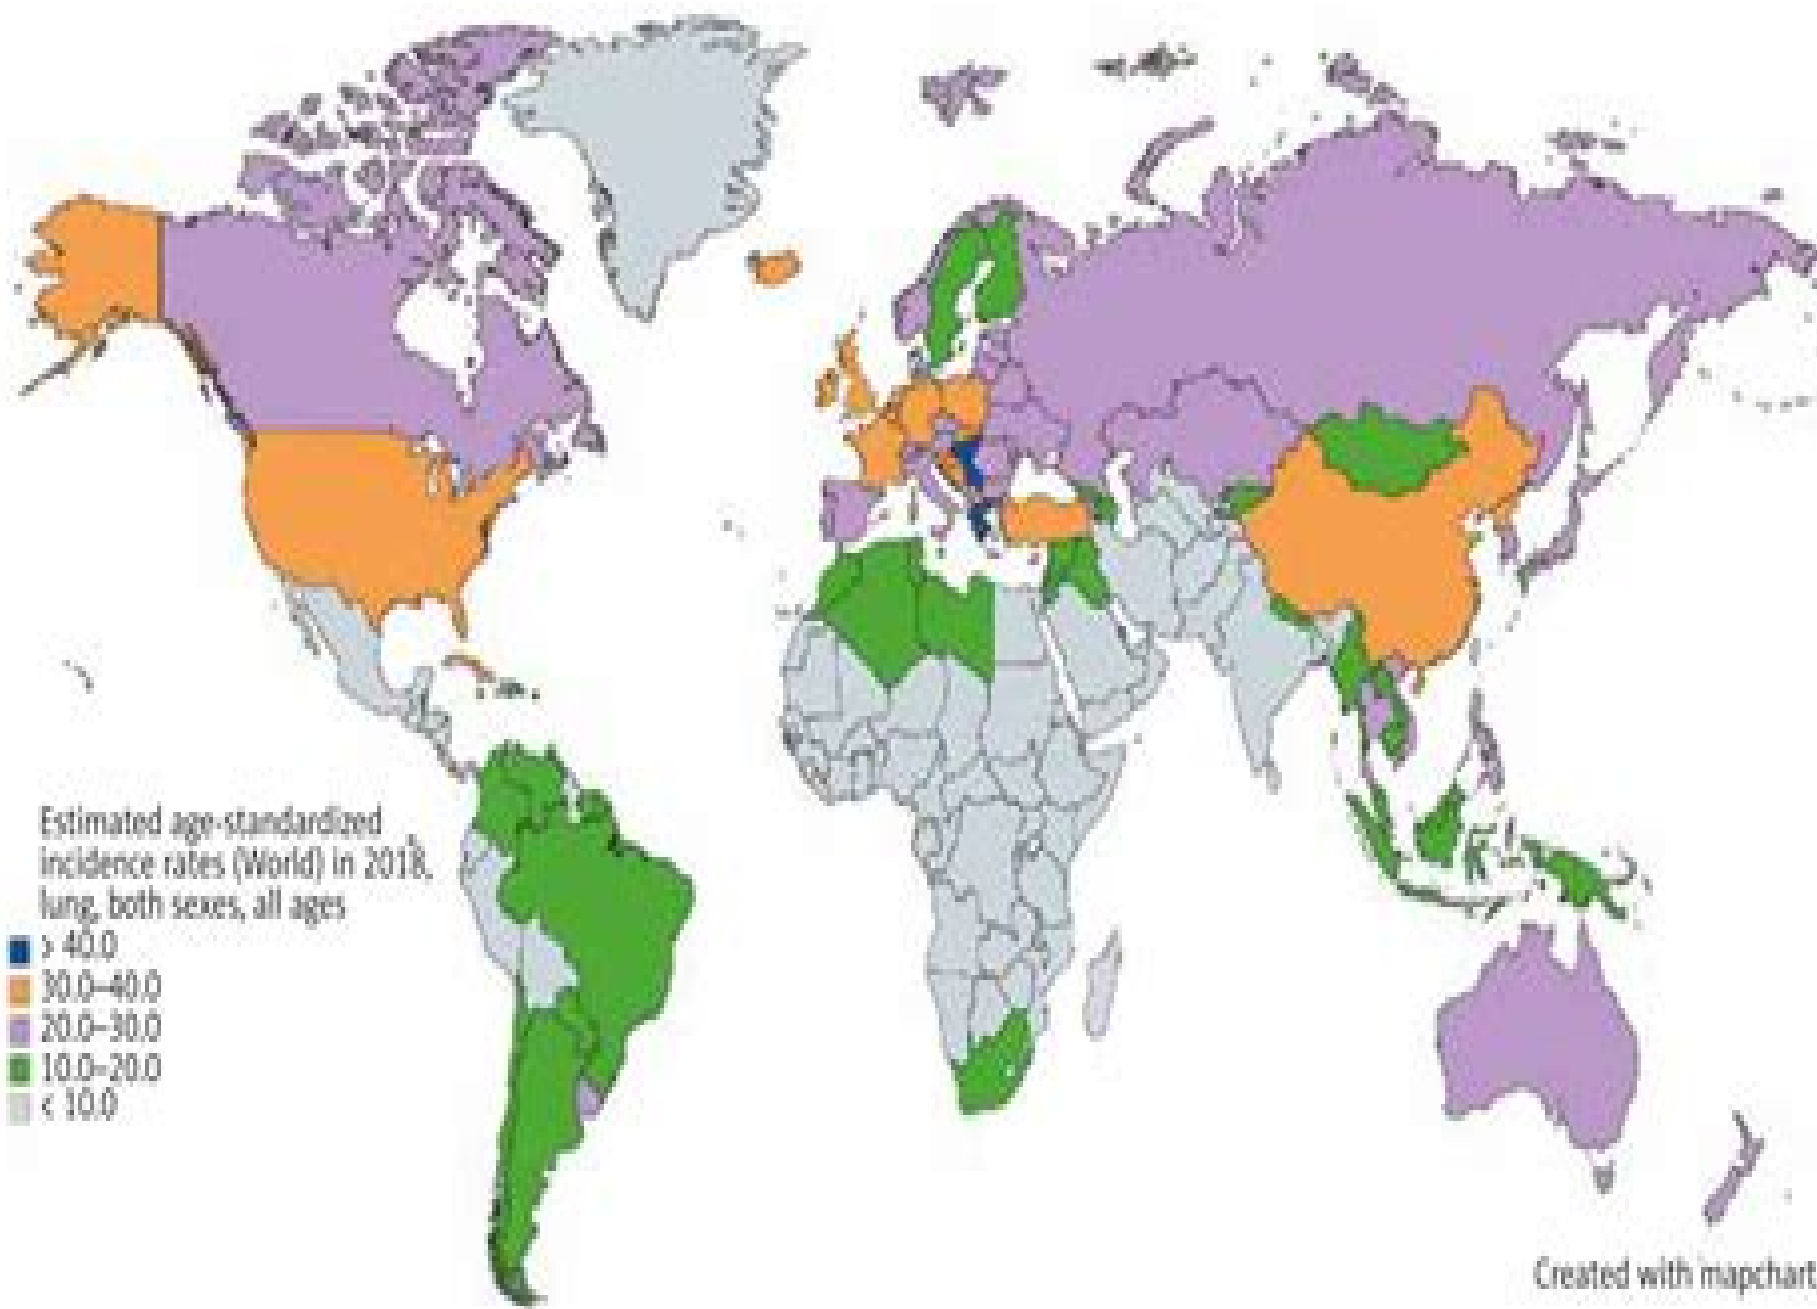 Estimated age-standardized
incidence rates (World) in 2018,
lung, both sexes, all ages
> 40.0
30.0–40.0
20.0–30.0
10.0–20.0
< 10.0
Created with mapchart